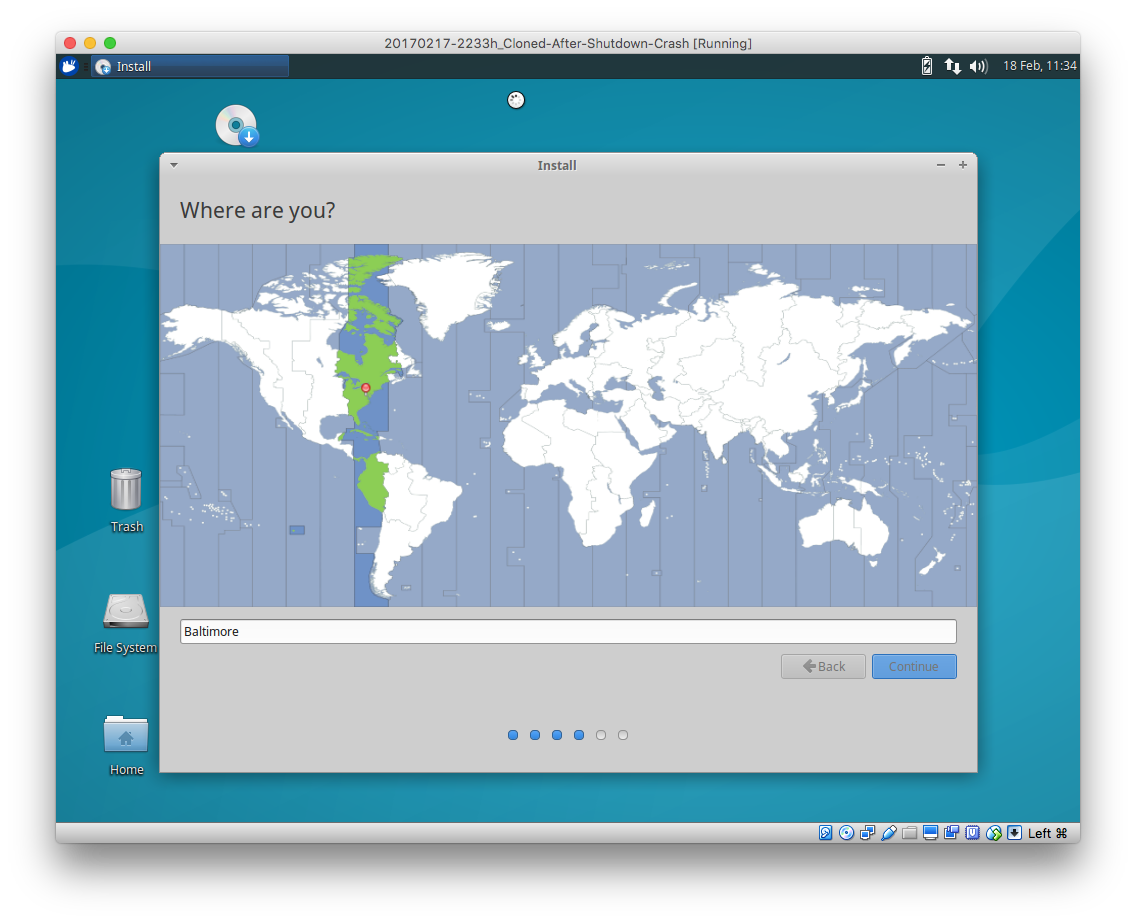 20170217-2233h_Cloned-After-Shutdown-Crash [Running]
Install
18 Feb, 11:34
Install
Where are you?
Trash
File System
Home
Baltimore
Back
Continue
Left ⌘